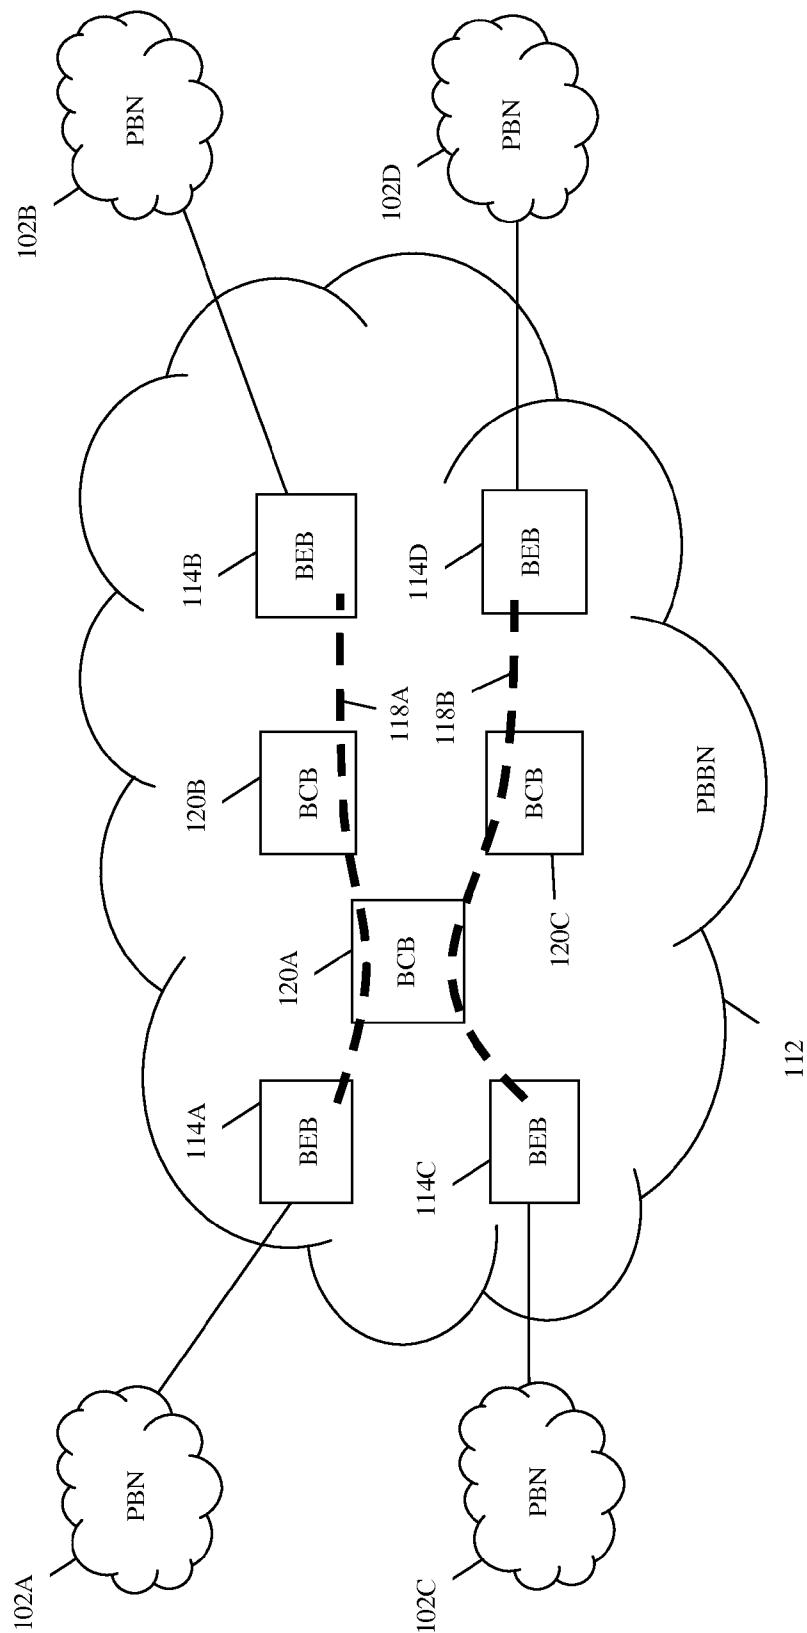 102A
PBN
102B
PBN
114A
BEB
120A
BCB
120B
BCB
114B
BEB
118A
118B
102C
PBN
114C
BEB
120C
BCB
114D
BEB
102D
PBN
PBBN
112